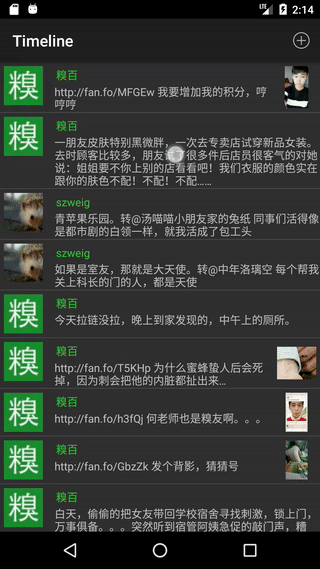 2:14
Timeline
糗
糗百
http://fan.fo/MFGEw 我要增加我的积分，哼
哼哼
糗
糗百
一朋友皮肤特别黑微胖，一次去专卖店试穿新品女装。
去时顾客比较多，朋友试了很多件后店员很客气的对她
说：姐姐要不你上别的店看看吧！我们衣服的颜色实在
跟你的肤色不配！不配！不配……
szweig
青苹果乐园。转@汤喵喵小朋友家的兔纸 同事们活得像
是都市剧的白领一样，就我活成了包工头
szweig
如果是室友，那就是大天使。转@中年洛璃空 每个帮我
关上科长的门的人，都是天使
糗
糗百
今天拉链没拉，晚上到家发现的，中午上的厕所。
糗
糗百
http://fan.fo/T5KHp 为什么蜜蜂蛰人后会死
掉，因为刺会把他的内脏都扯出来…
糗
糗百
http://fan.fo/h3fQj 何老师也是糗友啊。。。
糗
糗百
http://fan.fo/GbzZk 发个背影，猜猜号
糗
糗百
白天，偷偷的把女友带回学校宿舍寻找刺激，锁上门，
万事俱备。。。突然听到宿管阿姨急促的敲门声，糟